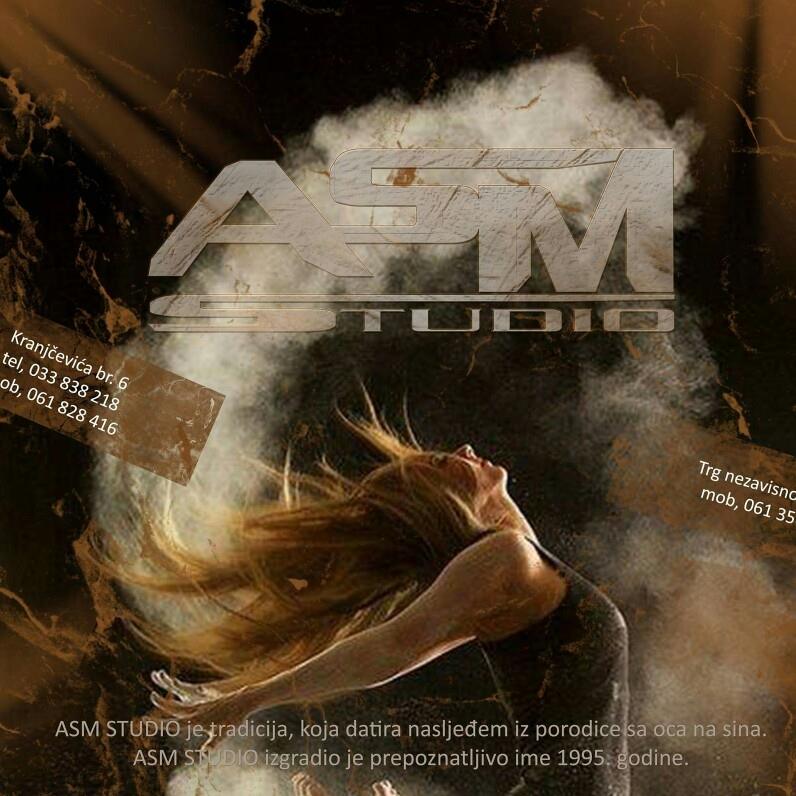 ASM
STUDIO
Kranjčevića br. 6
tel, 033 838 218
ob, 061 828 416
Trg nezavisno
mob, 061 35
ASM STUDIO je tradicija, koja datira nasljeđem iz porodice sa oca na sina.
ASM STUDIO izgradio je prepoznatljivo ime 1995. godine.